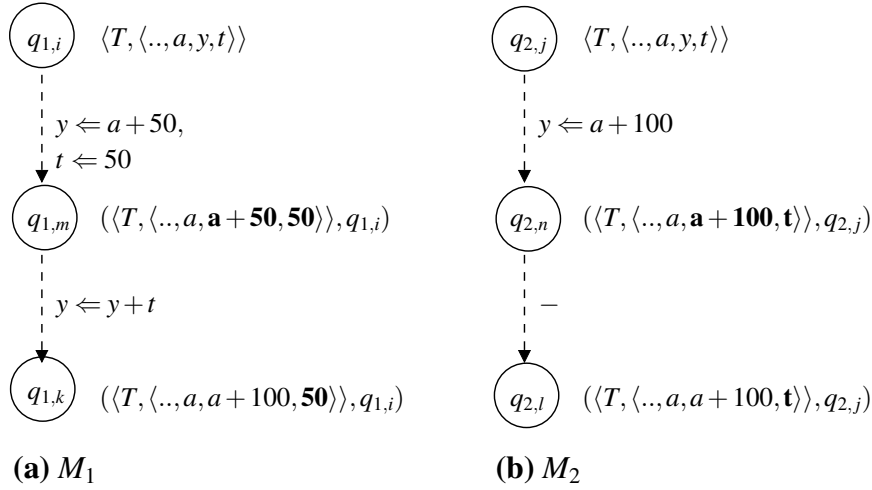 q1,i ⟨T,⟨..,a,y,t⟩⟩
y ⇐ a+50,
t ⇐ 50
q1,m (⟨T,⟨..,a,a+50,50⟩⟩,q1,i)
y ⇐ y+t
q1,k (⟨T,⟨..,a,a+100,50⟩⟩,q1,i)
(a) M1
q2,j ⟨T,⟨..,a,y,t⟩⟩
y ⇐ a+100
q2,n (⟨T,⟨..,a,a+100,t⟩⟩,q2,j)
−
q2,l (⟨T,⟨..,a,a+100,t⟩⟩,q2,j)
(b) M2